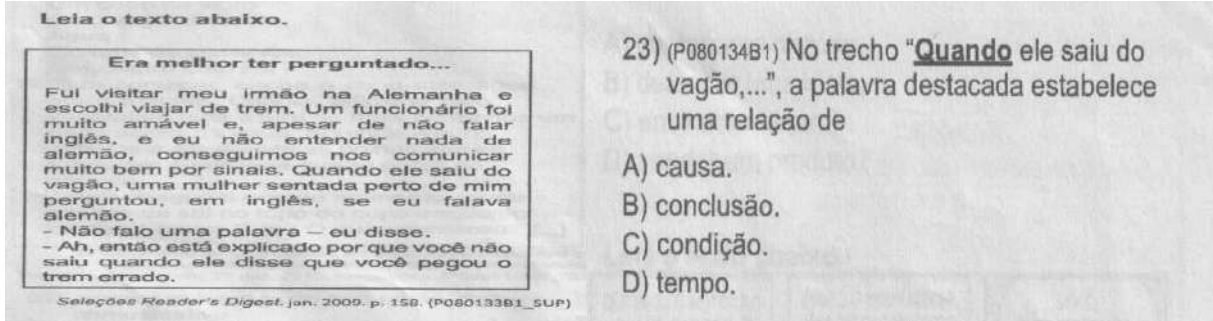 Leia o texto abaixo.
Era melhor ter perguntado...
Fui visitar meu irmão na Alemanha e
escolhi viajar de trem. Um funcionário foi
muito amável e, apesar de não falar
inglês, e eu não entender nada de
alemão, conseguimos nos comunicar
muito bem por sinais. Quando ele saiu do
vagão, uma mulher sentada perto de mim
perguntou, em inglês, se eu falava
alemão.
- Não falo uma palavra – eu disse.
- Ah, então está explicado por que você não
saiu quando ele disse que você pegou o
trem errado.
Seleções Reader's Digest. jan. 2009. p. 158. (P080133B1_SUP)
23) (P080134B1) No trecho “Quando ele saiu do
vagão,...”, a palavra destacada estabelece
uma relação de
A) causa.
B) conclusão.
C) condição.
D) tempo.